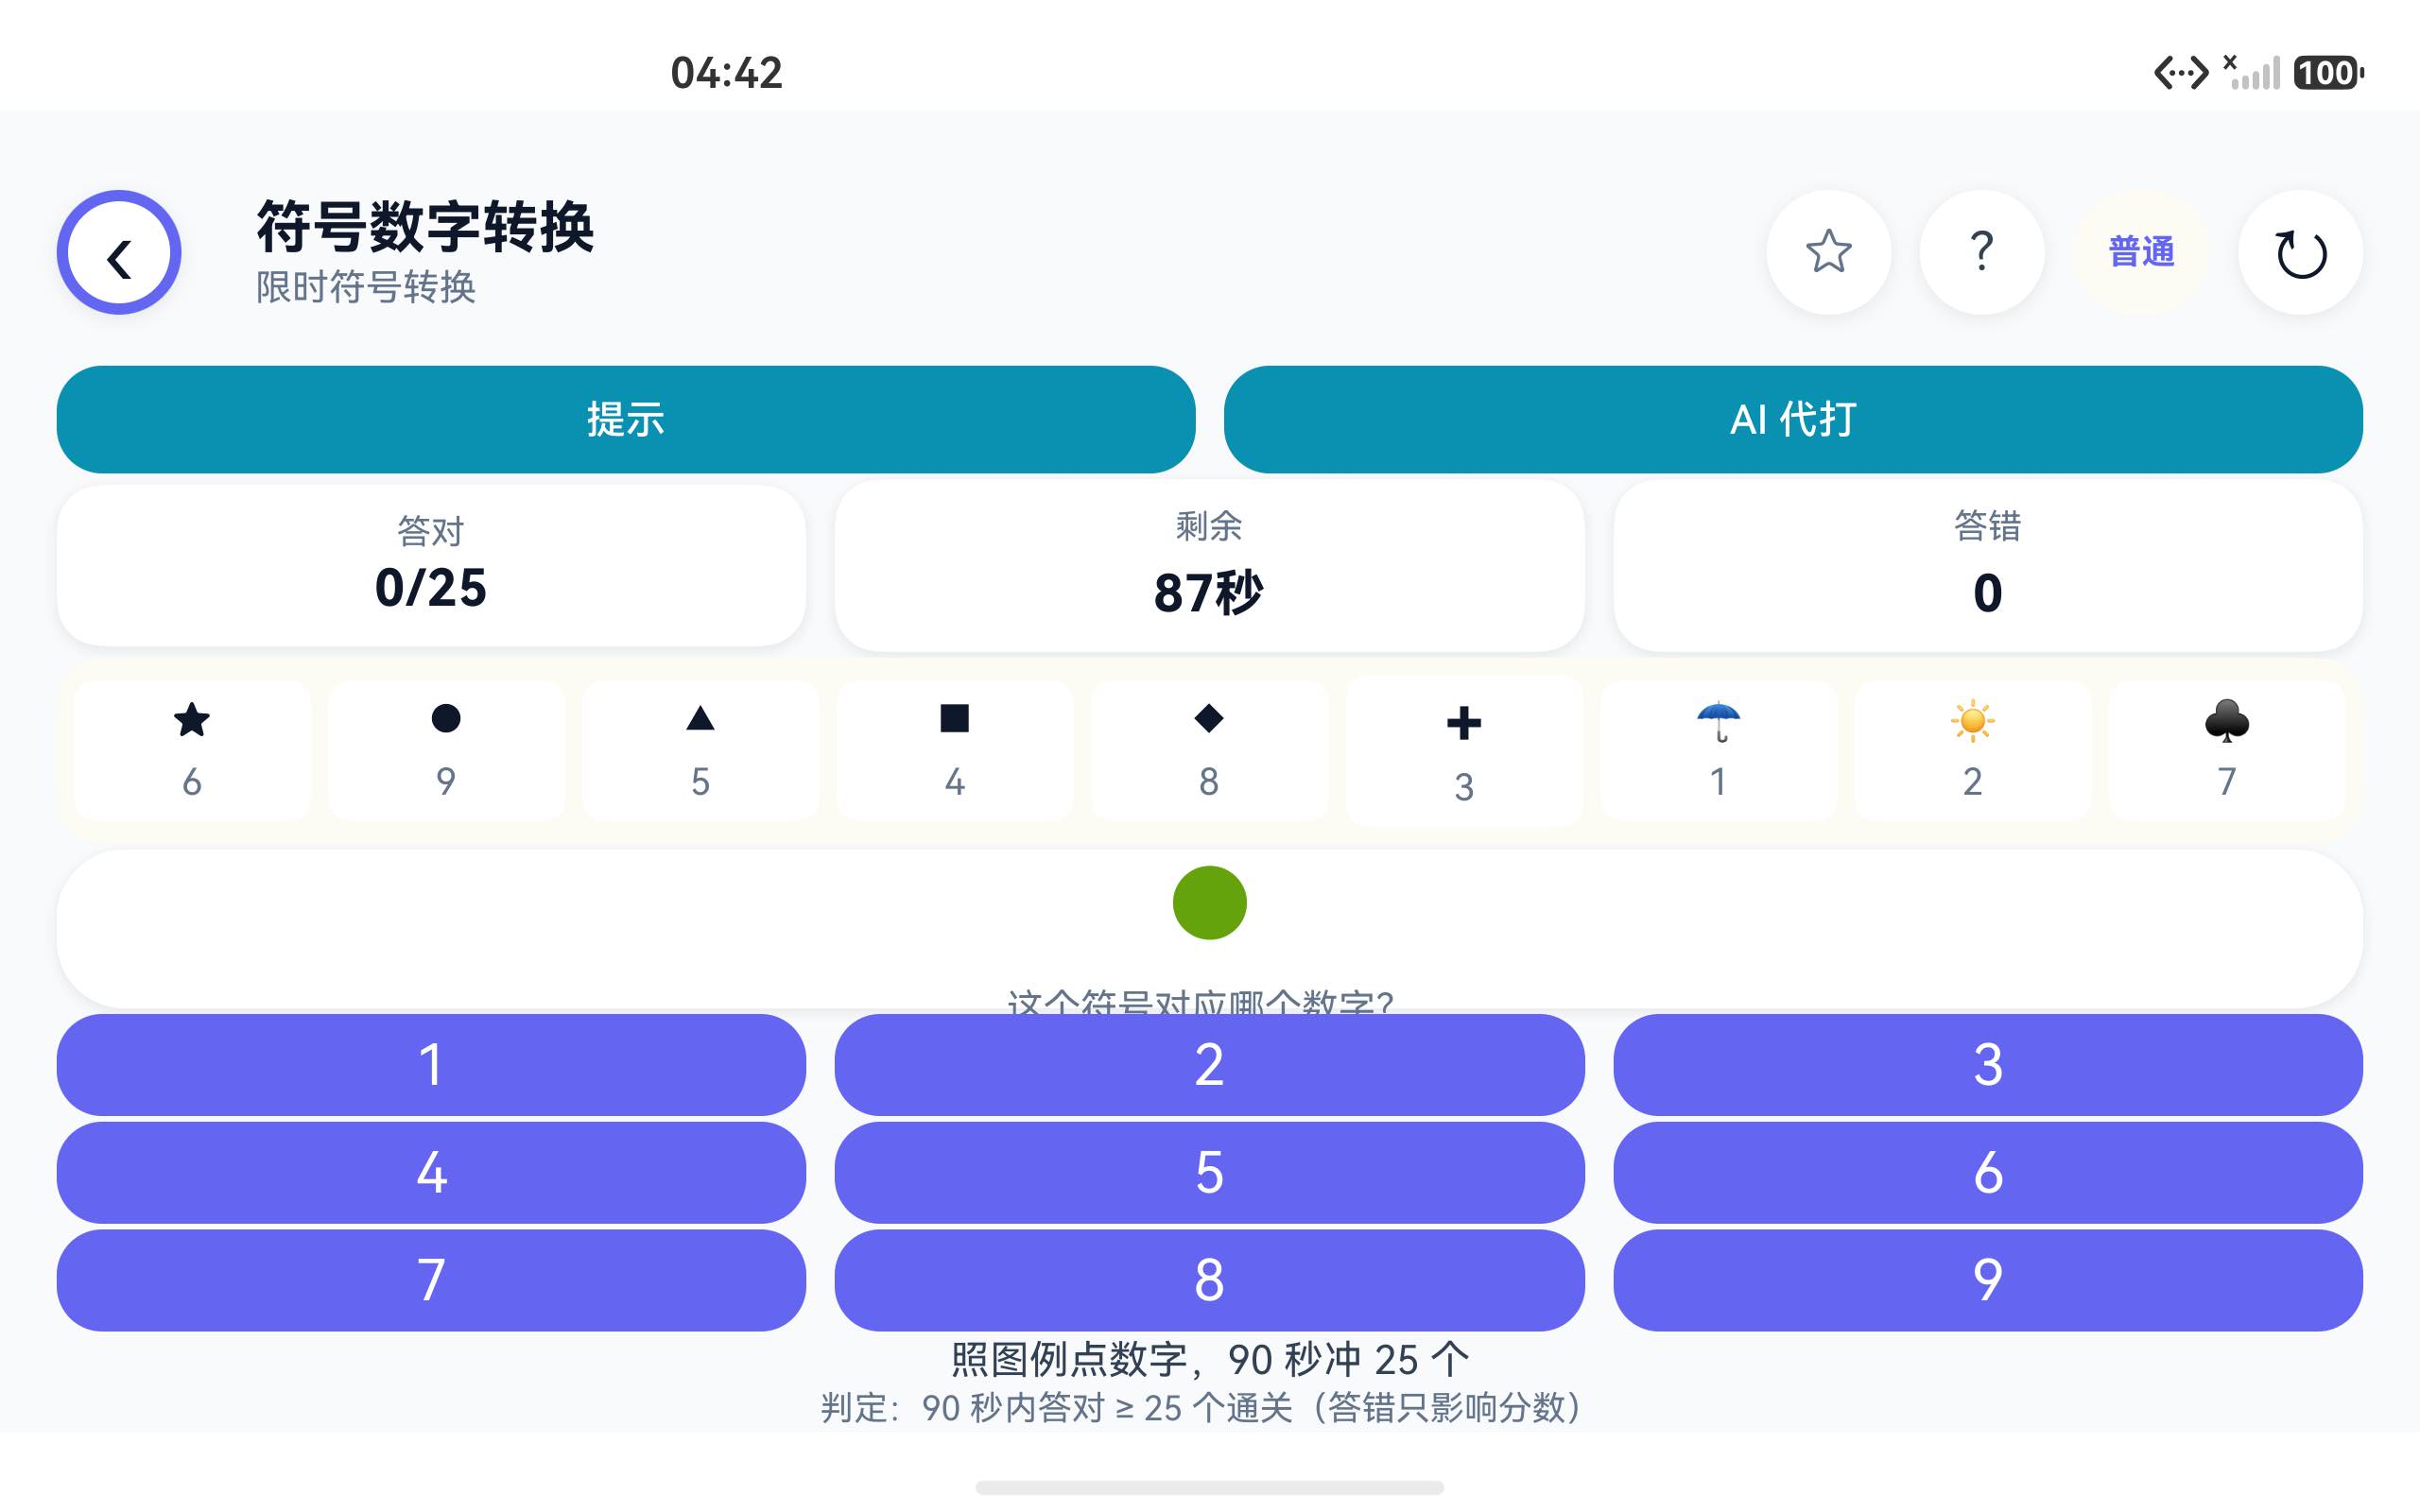 04:42
100
符号数字转换
限时符号转换
?
普通
提示
AI 代打
答对
0/25
剩余
87秒
答错
0
6 9 5 4 8 3 1 2 7
这个符号对应哪个数字?
1 2 3
4 5 6
7 8 9
照图例点数字，90 秒冲 25 个
判定：90 秒内答对 ≥ 25 个通关（答错只影响分数）